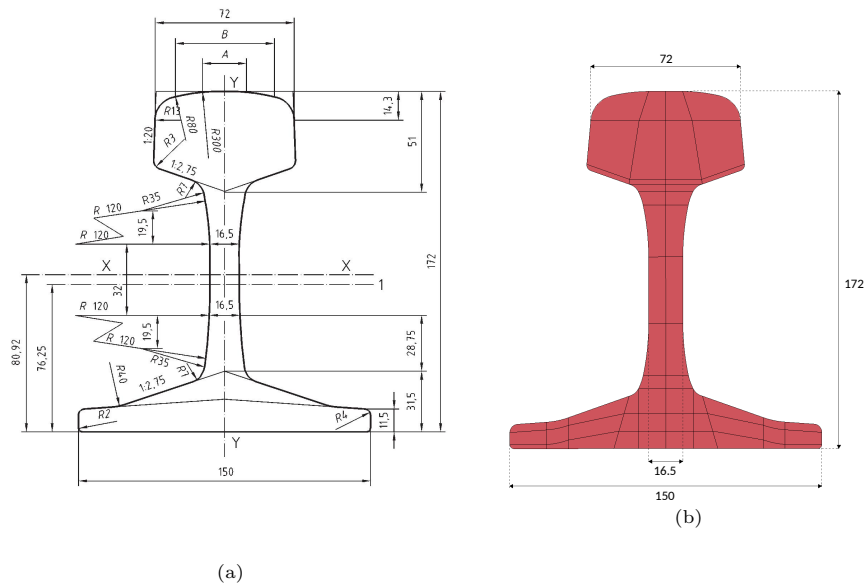 72
B
A
Y
R13
R80
R300
14,3
1:20
R3
51
1:2,75
R7
R35
R 120
19,5
R 120
16,5
172
X
X
32
1
R 120
16,5
80,92
76,25
19,5
R 120
R35
R7
28,75
R40
1:2,75
31,5
R2
R4
11,5
Y
150
(a)
72
172
16.5
150
(b)